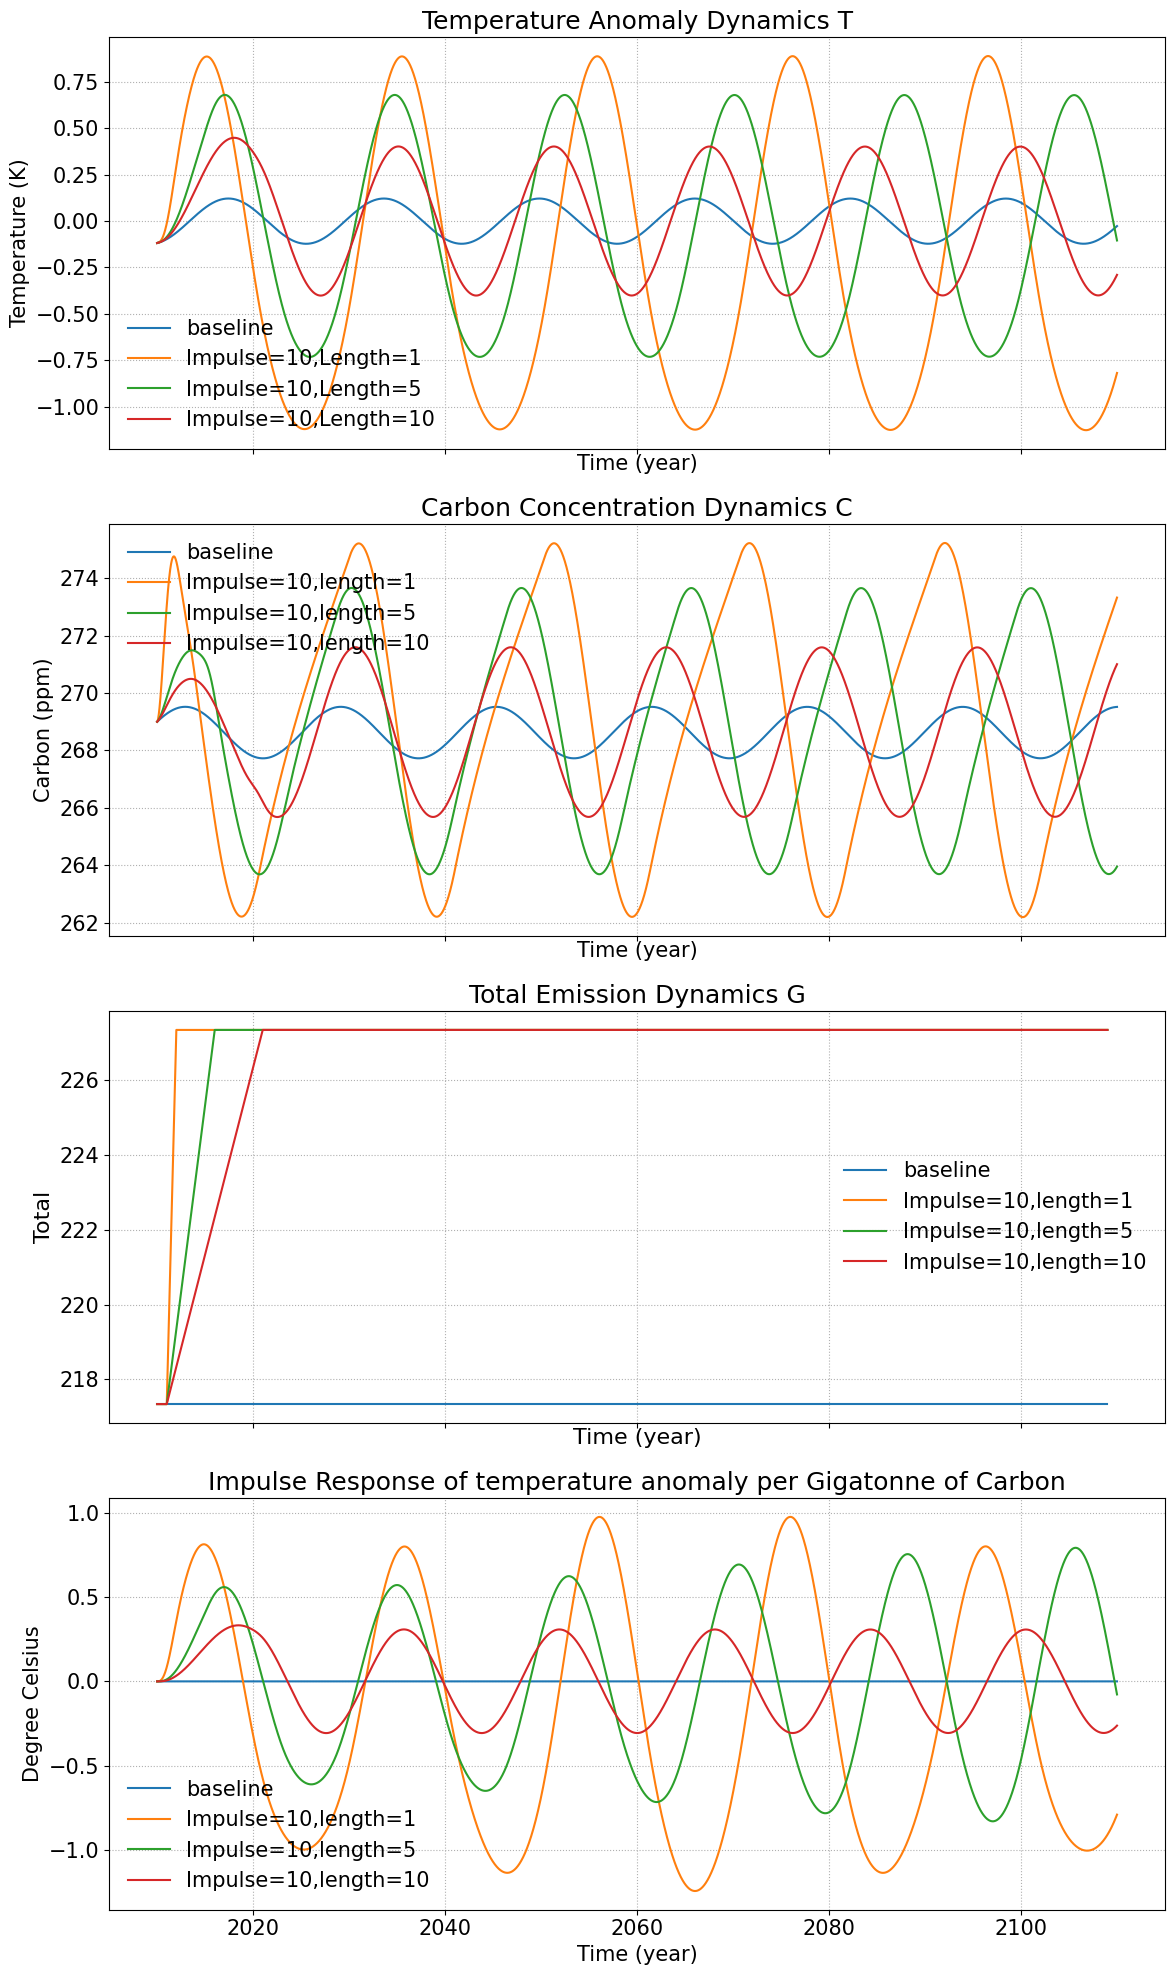 Temperature Anomaly Dynamics T
0.75
0.50
0.25
0.00
−0.25
−0.50
−0.75
−1.00
Temperature (K)
baseline
Impulse=10,Length=1
Impulse=10,Length=5
Impulse=10,Length=10
Time (year)
Carbon Concentration Dynamics C
274
272
270
268
266
264
262
Carbon (ppm)
baseline
Impulse=10,length=1
Impulse=10,length=5
Impulse=10,length=10
Time (year)
Total Emission Dynamics G
226
224
222
220
218
Total
baseline
Impulse=10,length=1
Impulse=10,length=5
Impulse=10,length=10
Time (year)
Impulse Response of temperature anomaly per Gigatonne of Carbon
1.0
0.5
0.0
−0.5
−1.0
Degree Celsius
baseline
Impulse=10,length=1
Impulse=10,length=5
Impulse=10,length=10
2020 2040 2060 2080 2100
Time (year)